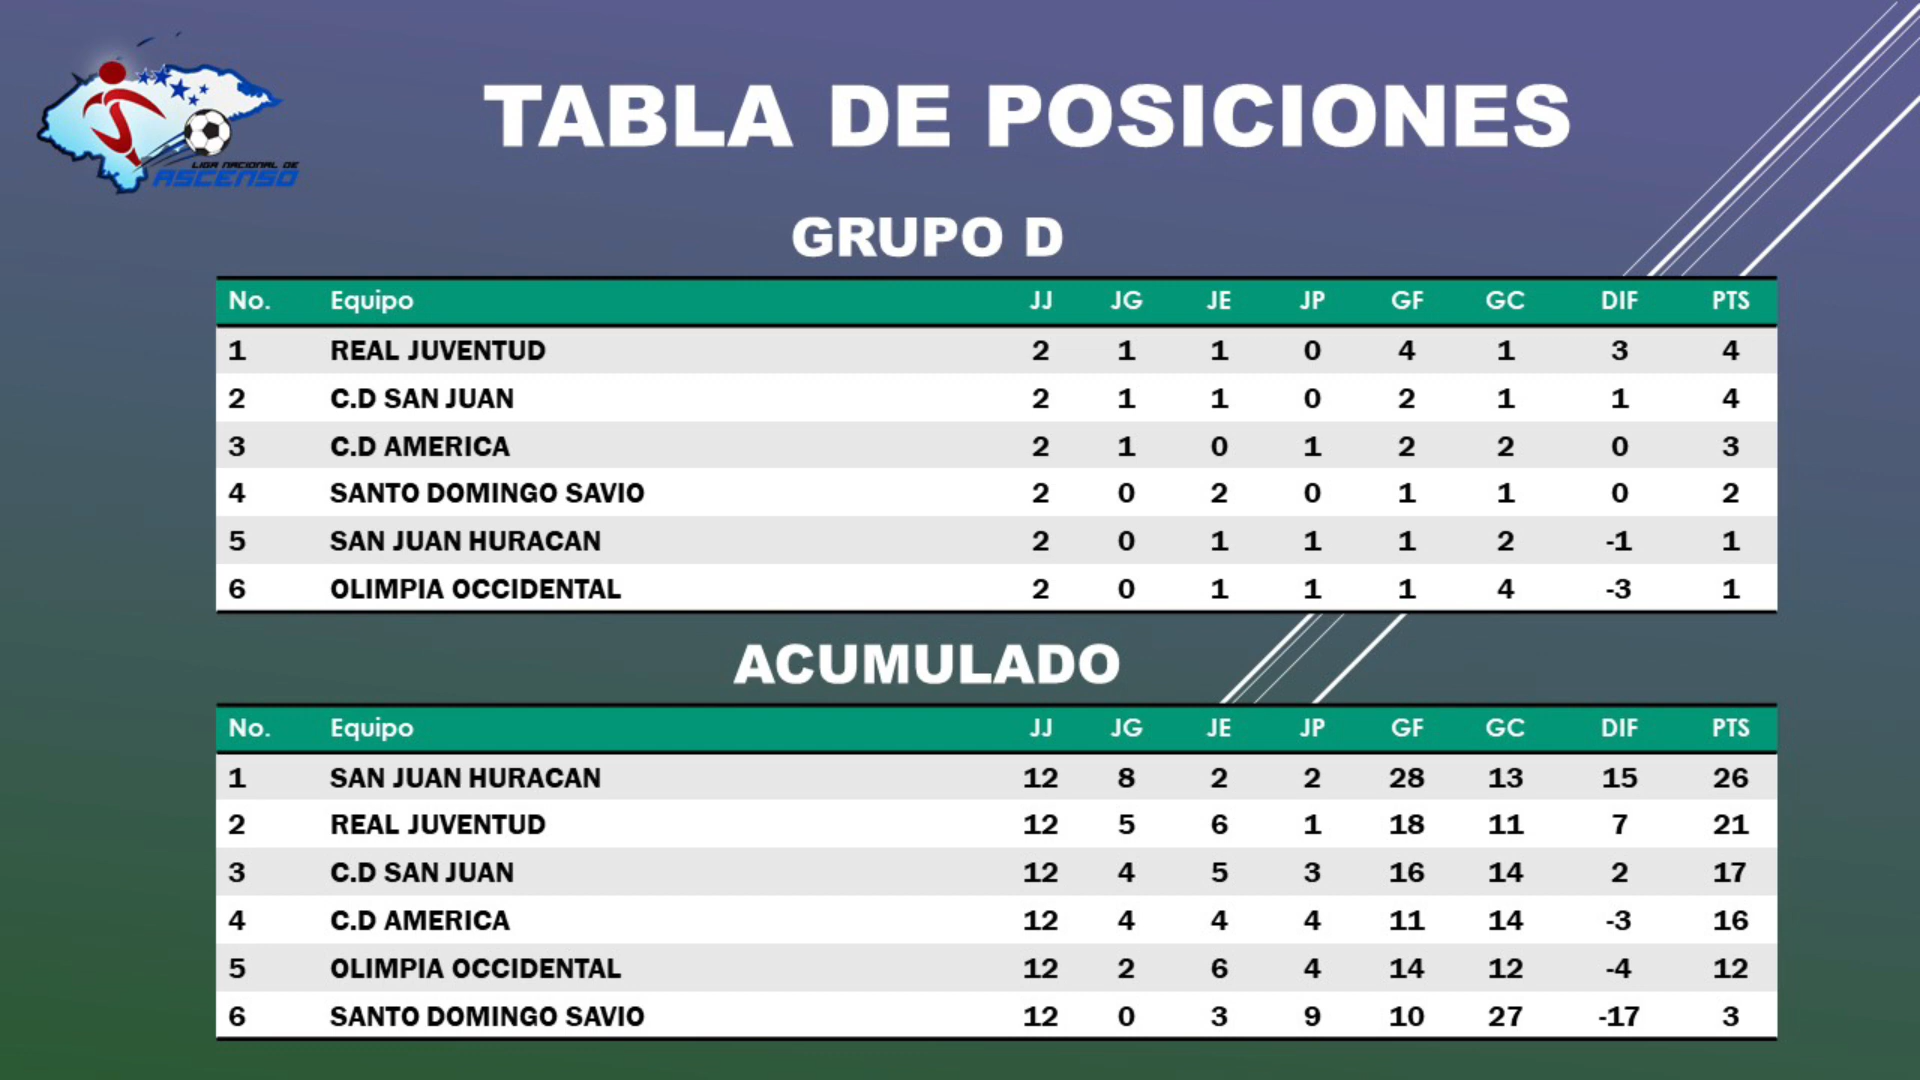 LIGA NACIONAL DE
ASCENSO
TABLA DE POSICIONES
GRUPO D
No. Equipo JJ JG JE JP GF GC DIF PTS
1 REAL JUVENTUD 2 1 1 0 4 1 3 4
2 C.D SAN JUAN 2 1 1 0 2 1 1 4
3 C.D AMERICA 2 1 0 1 2 2 0 3
4 SANTO DOMINGO SAVIO 2 0 2 0 1 1 0 2
5 SAN JUAN HURACAN 2 0 1 1 1 2 -1 1
6 OLIMPIA OCCIDENTAL 2 0 1 1 1 4 -3 1
ACUMULADO
No. Equipo JJ JG JE JP GF GC DIF PTS
1 SAN JUAN HURACAN 12 8 2 2 28 13 15 26
2 REAL JUVENTUD 12 5 6 1 18 11 7 21
3 C.D SAN JUAN 12 4 5 3 16 14 2 17
4 C.D AMERICA 12 4 4 4 11 14 -3 16
5 OLIMPIA OCCIDENTAL 12 2 6 4 14 12 -4 12
6 SANTO DOMINGO SAVIO 12 0 3 9 10 27 -17 3